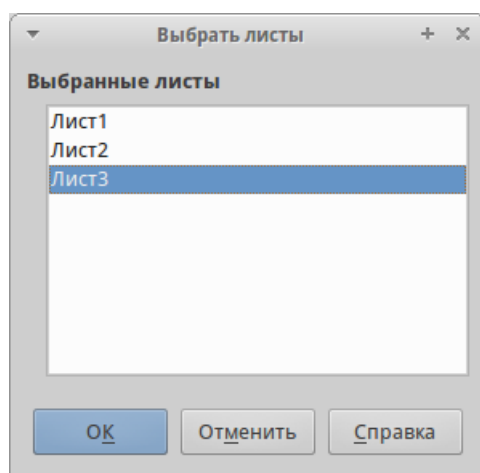 Выбрать листы
Выбранные листы
Лист1
Лист2
Лист3
OK
Отменить
Справка